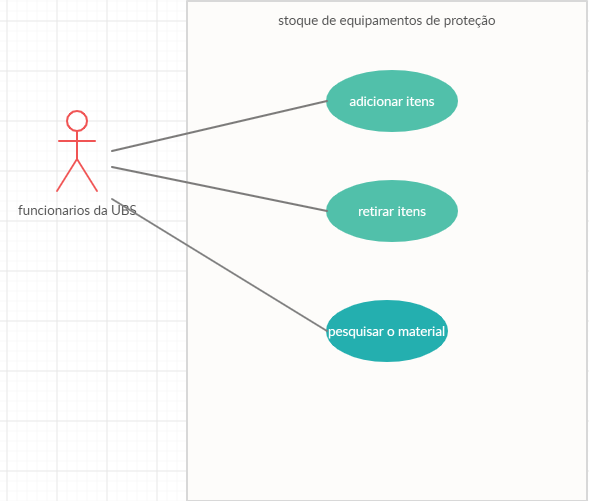 stoque de equipamentos de proteção
adicionar itens
funcionarios da UBS
retirar itens
pesquisar o material